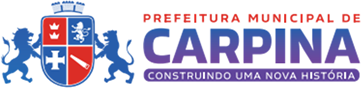 PREFEITURA MUNICIPAL DE
CARPINA
CONSTRUINDO UMA NOVA HISTÓRIA